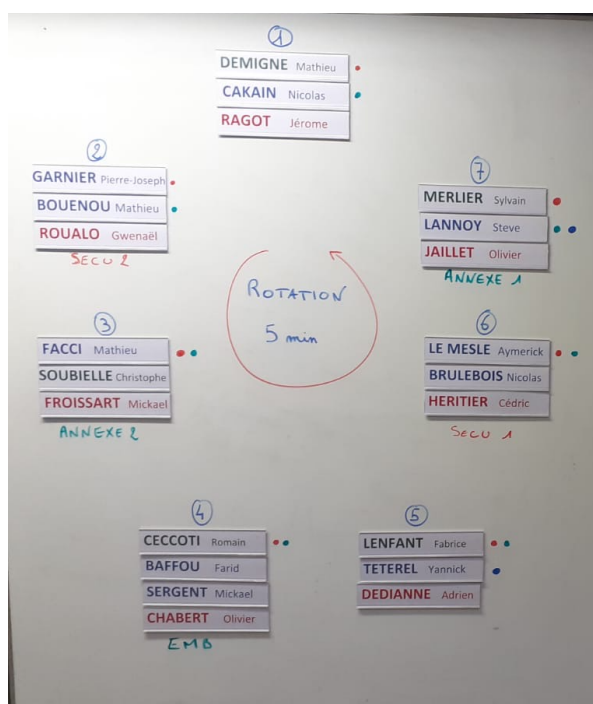 1
DEMIGNE Mathieu
CAKAIN Nicolas
RAGOT Jérome
2
GARNIER Pierre-Joseph
BOUENOU Mathieu
ROUALO Gwenaël
SECU 2
7
MERLIER Sylvain
LANNOY Steve
JAILLET Olivier
ANNEXE 1
ROTATION
5 min
3
FACCI Mathieu
SOUBIELLE Christophe
FROISSART Mickael
ANNEXE 2
6
LE MESLE Aymerick
BRULEBOIS Nicolas
HERITIER Cédric
SECU 1
4
CECCOTI Romain
BAFFOU Farid
SERGENT Mickael
CHABERT Olivier
EMB
5
LENFANT Fabrice
TETEREL Yannick
DEDIANNE Adrien